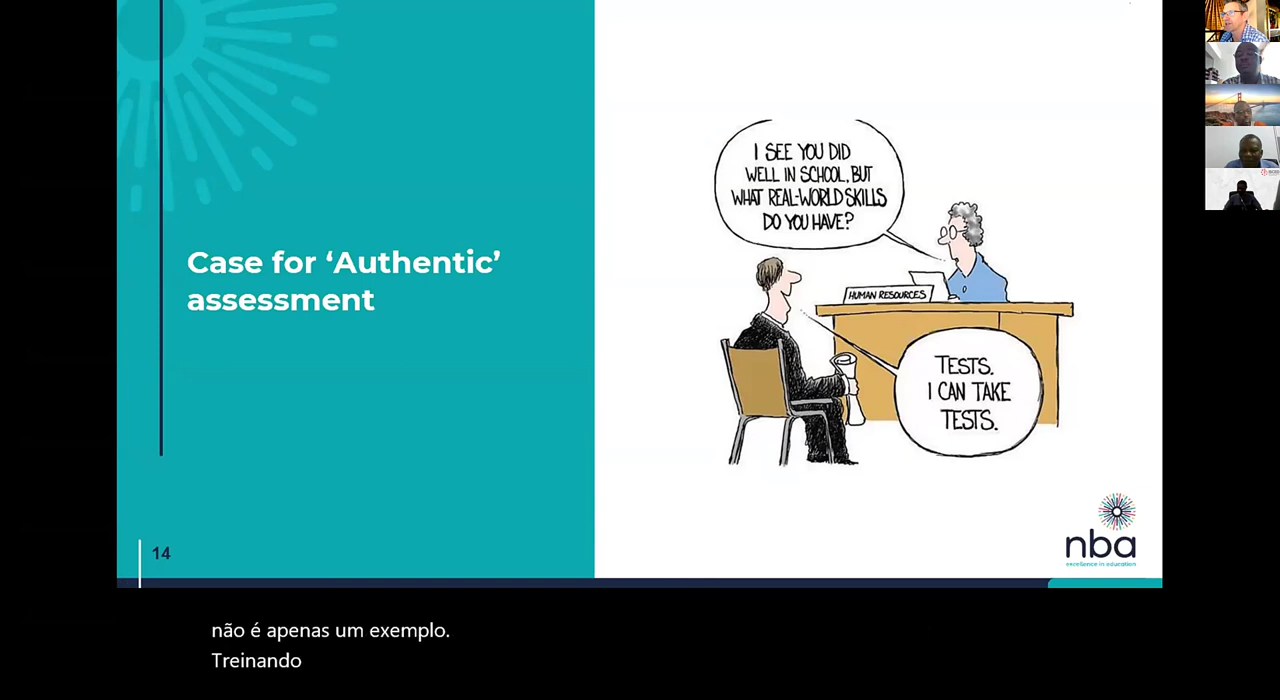 Case for ‘Authentic’
assessment
I SEE YOU DID
WELL IN SCHOOL, BUT
WHAT REAL-WORLD SKILLS
DO YOU HAVE?
HUMAN RESOURCES
TESTS.
I CAN TAKE
TESTS.
14
nba
excellence in education
não é apenas um exemplo.
Treinando